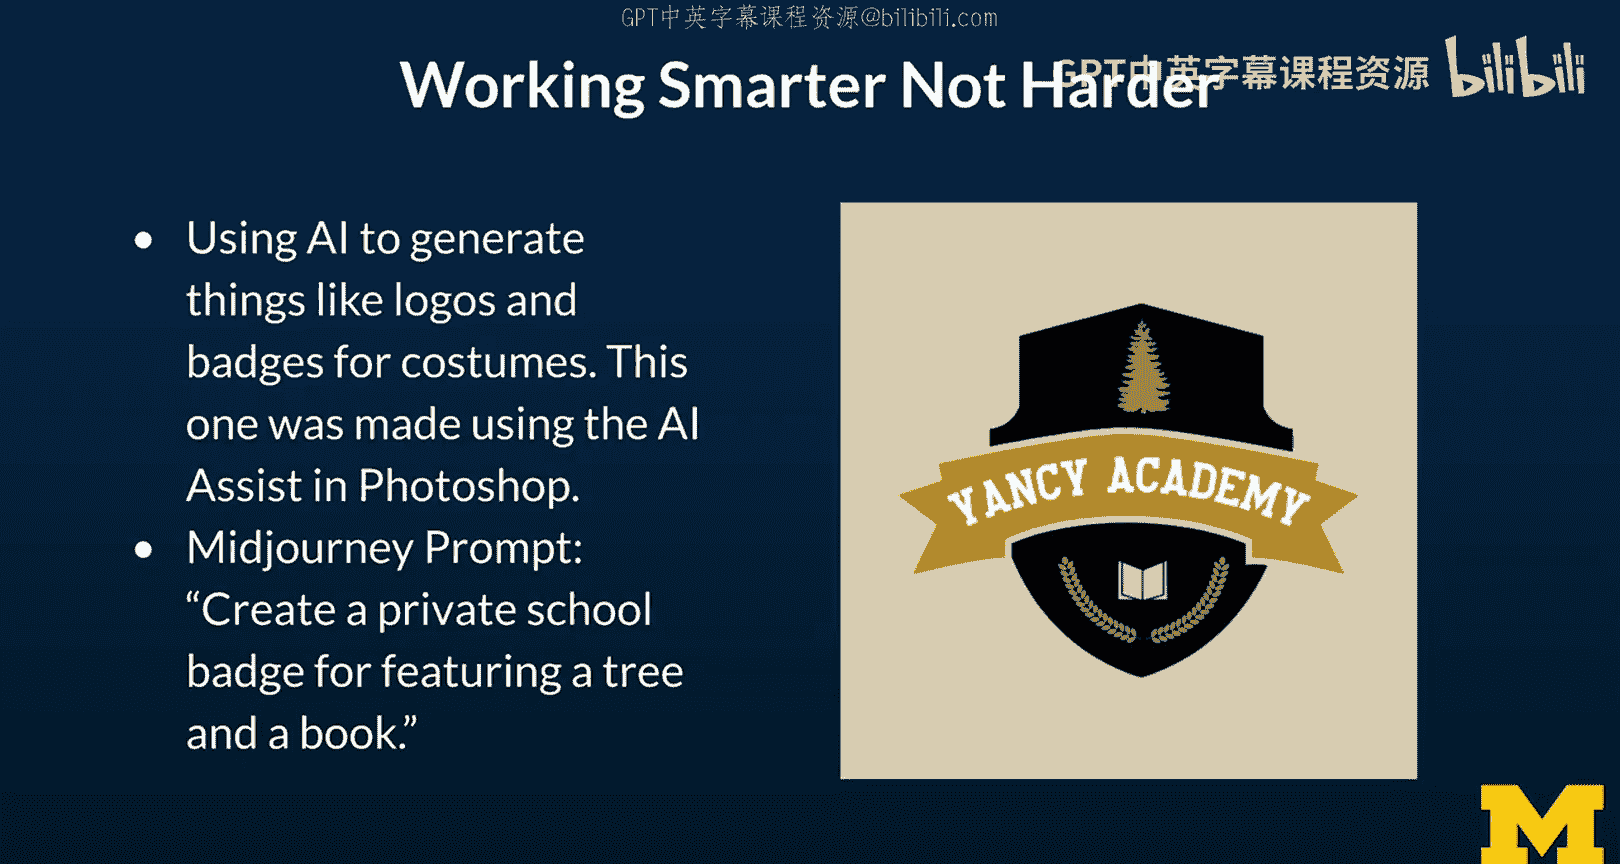 GPT中英字幕课程资源@bilibili.com
GPT中英字幕课程资源 bilibili
Working Smarter Not Harder
• Using AI to generate
things like logos and
badges for costumes. This
one was made using the AI
Assist in Photoshop.
• Midjourney Prompt:
“Create a private school
badge for featuring a tree
and a book.”
YANCY ACADEMY
M